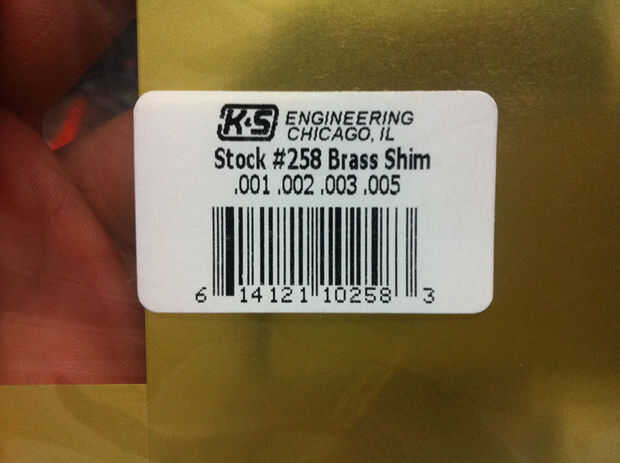 K&S ENGINEERING
CHICAGO, IL
Stock #258 Brass Shim
.001 .002 .003 .005
6 14121 10258 3